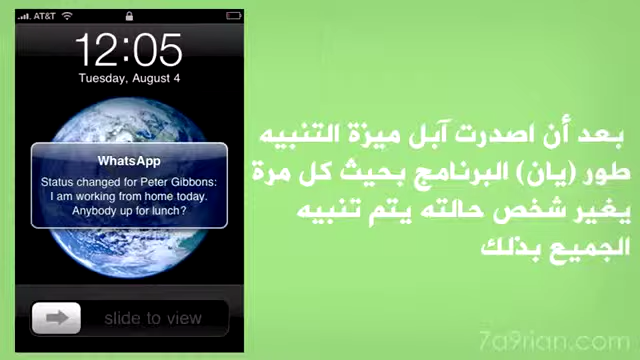 AT&T
12:05
Tuesday, August 4
WhatsApp
Status changed for Peter Gibbons:
I am working from home today.
Anybody up for lunch?
slide to view
بعد أن اصدرت آبل ميزة التنبيه
طور (يان) البرنامج بحيث كل مرة
يغير شخص حالته يتم تنبيه
الجميع بذلك
7a9rian.com